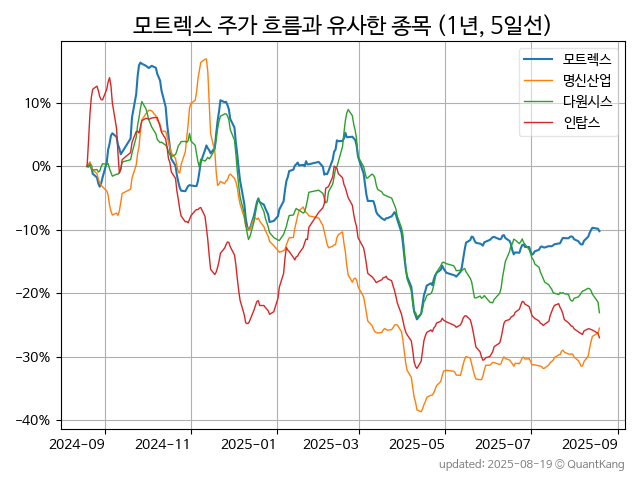 모트렉스 주가 흐름과 유사한 종목 (1년, 5일선)
모트렉스
명신산업
다원시스
인탑스
10%
0%
−10%
−20%
−30%
−40%
2024-09 2024-11 2025-01 2025-03 2025-05 2025-07 2025-09
updated: 2025-08-19 © QuantKang